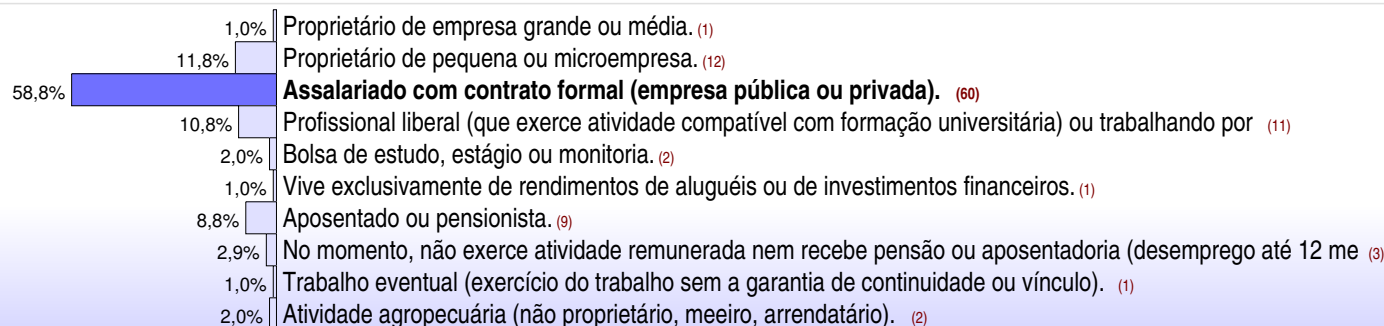 1,0% Proprietário de empresa grande ou média. (1)
11,8% Proprietário de pequena ou microempresa. (12)
58,8% Assalariado com contrato formal (empresa pública ou privada). (60)
10,8% Profissional liberal (que exerce atividade compatível com formação universitária) ou trabalhando por (11)
2,0% Bolsa de estudo, estágio ou monitoria. (2)
1,0% Vive exclusivamente de rendimentos de aluguéis ou de investimentos financeiros. (1)
8,8% Aposentado ou pensionista. (9)
2,9% No momento, não exerce atividade remunerada nem recebe pensão ou aposentadoria (desemprego até 12 me (3)
1,0% Trabalho eventual (exercício do trabalho sem a garantia de continuidade ou vínculo). (1)
2,0% Atividade agropecuária (não proprietário, meeiro, arrendatário). (2)